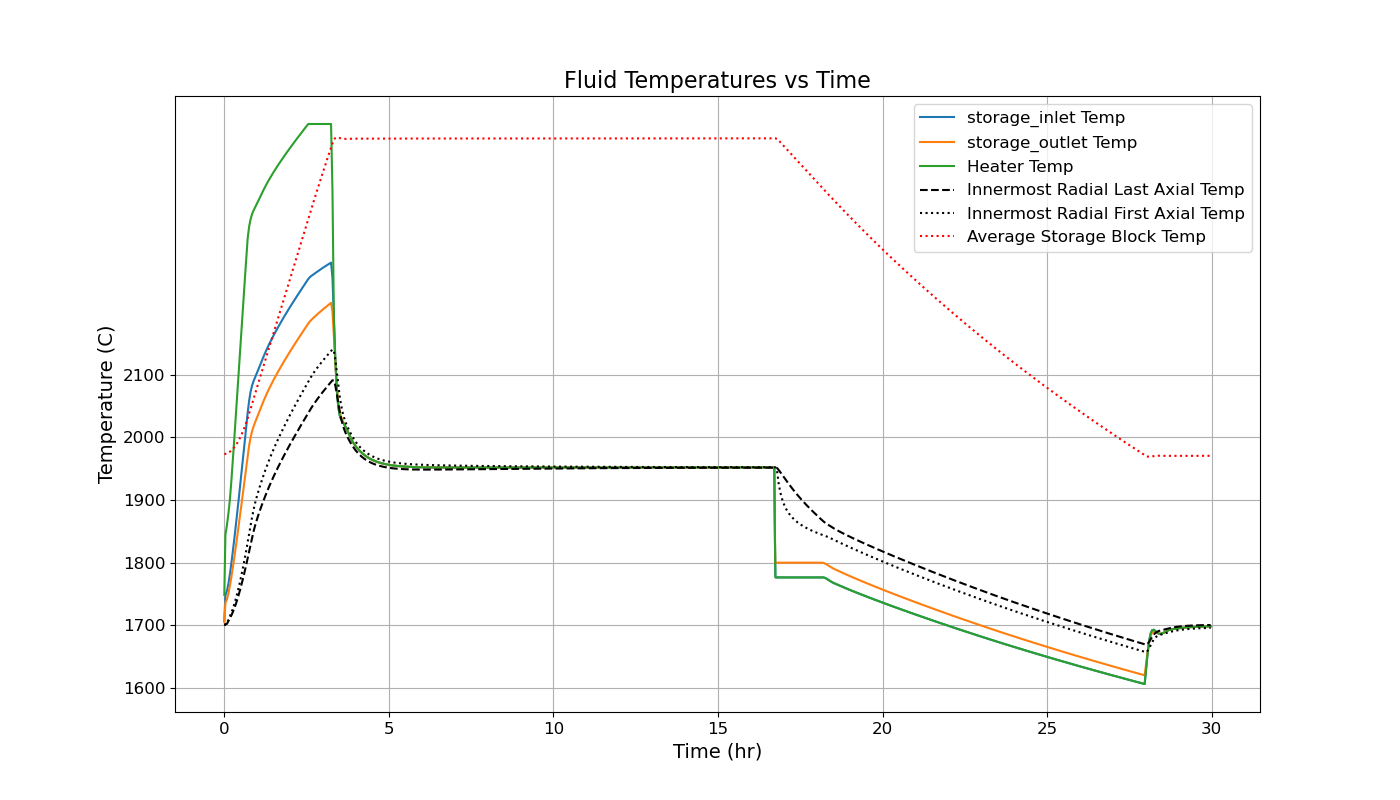 Fluid Temperatures vs Time
storage_inlet Temp
storage_outlet Temp
Heater Temp
Innermost Radial Last Axial Temp
Innermost Radial First Axial Temp
Average Storage Block Temp
Temperature (C)
2100
2000
1900
1800
1700
1600
0 5 10 15 20 25 30
Time (hr)